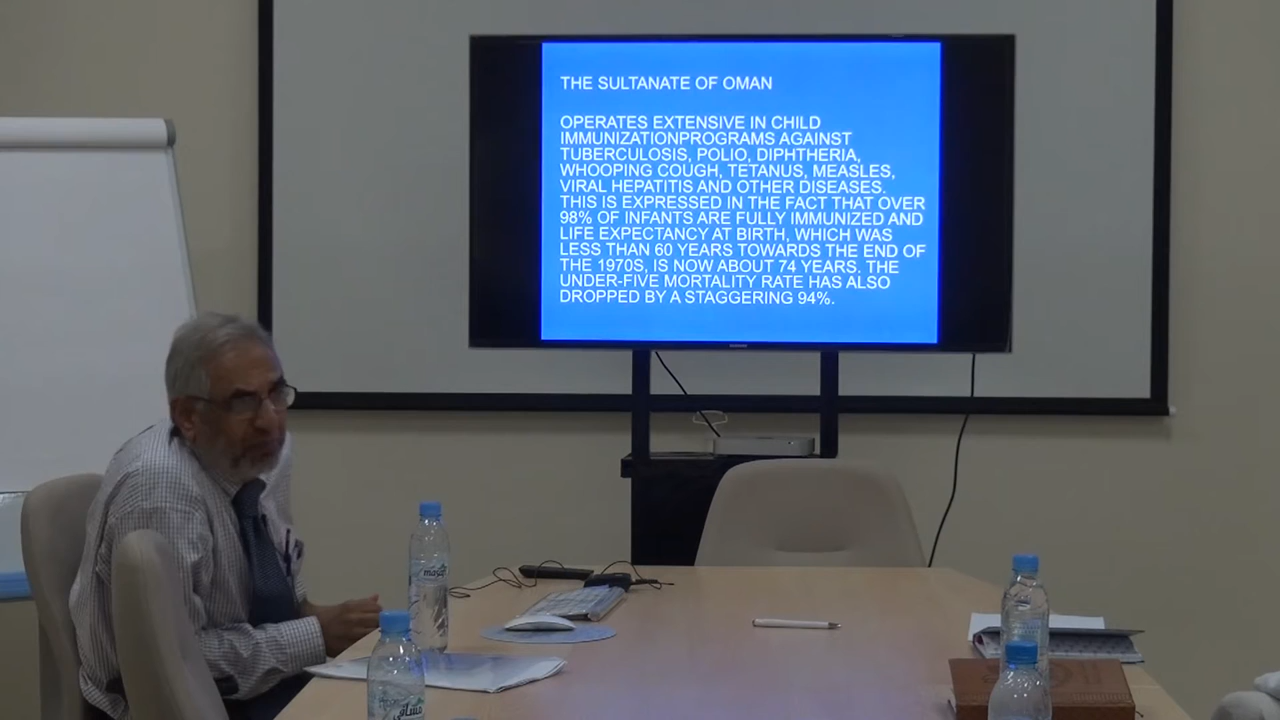 THE SULTANATE OF OMAN
OPERATES EXTENSIVE IN CHILD
IMMUNIZATIONPROGRAMS AGAINST
TUBERCULOSIS, POLIO, DIPHTHERIA,
WHOOPING COUGH, TETANUS, MEASLES,
VIRAL HEPATITIS AND OTHER DISEASES.
THIS IS EXPRESSED IN THE FACT THAT OVER
98% OF INFANTS ARE FULLY IMMUNIZED AND
LIFE EXPECTANCY AT BIRTH, WHICH WAS
LESS THAN 60 YEARS TOWARDS THE END OF
THE 1970S, IS NOW ABOUT 74 YEARS. THE
UNDER-FIVE MORTALITY RATE HAS ALSO
DROPPED BY A STAGGERING 94%.
مسافي